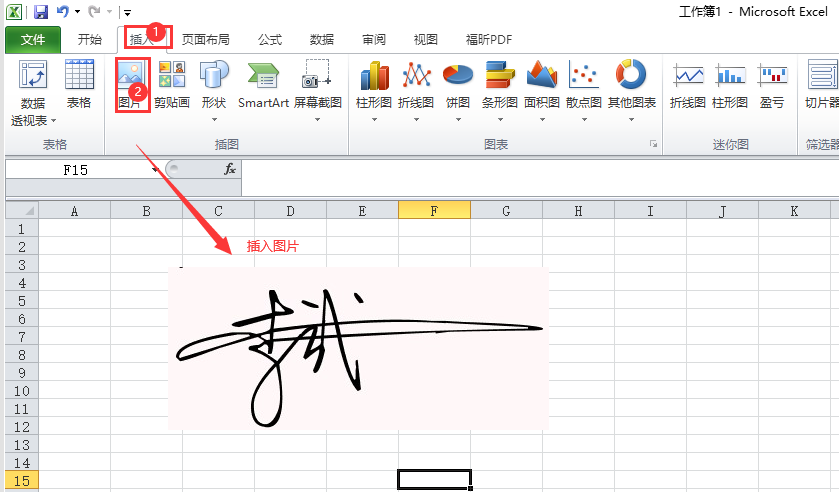 工作簿1 - Microsoft Excel
文件 开始 插入 1 页面布局 公式 数据 审阅 视图 福昕PDF
数据透视表 表格 图片 2 剪贴画 形状 SmartArt 屏幕截图 柱形图 折线图 饼图 条形图 面积图 散点图 其他图表 折线图 柱形图 盈亏 切片器
表格 插图 图表 迷你图 筛选器
F15 fx
A B C D E F G H I J K
1
2 插入图片
3
4
5
6
7
8
9
10
11
12
13
14
15